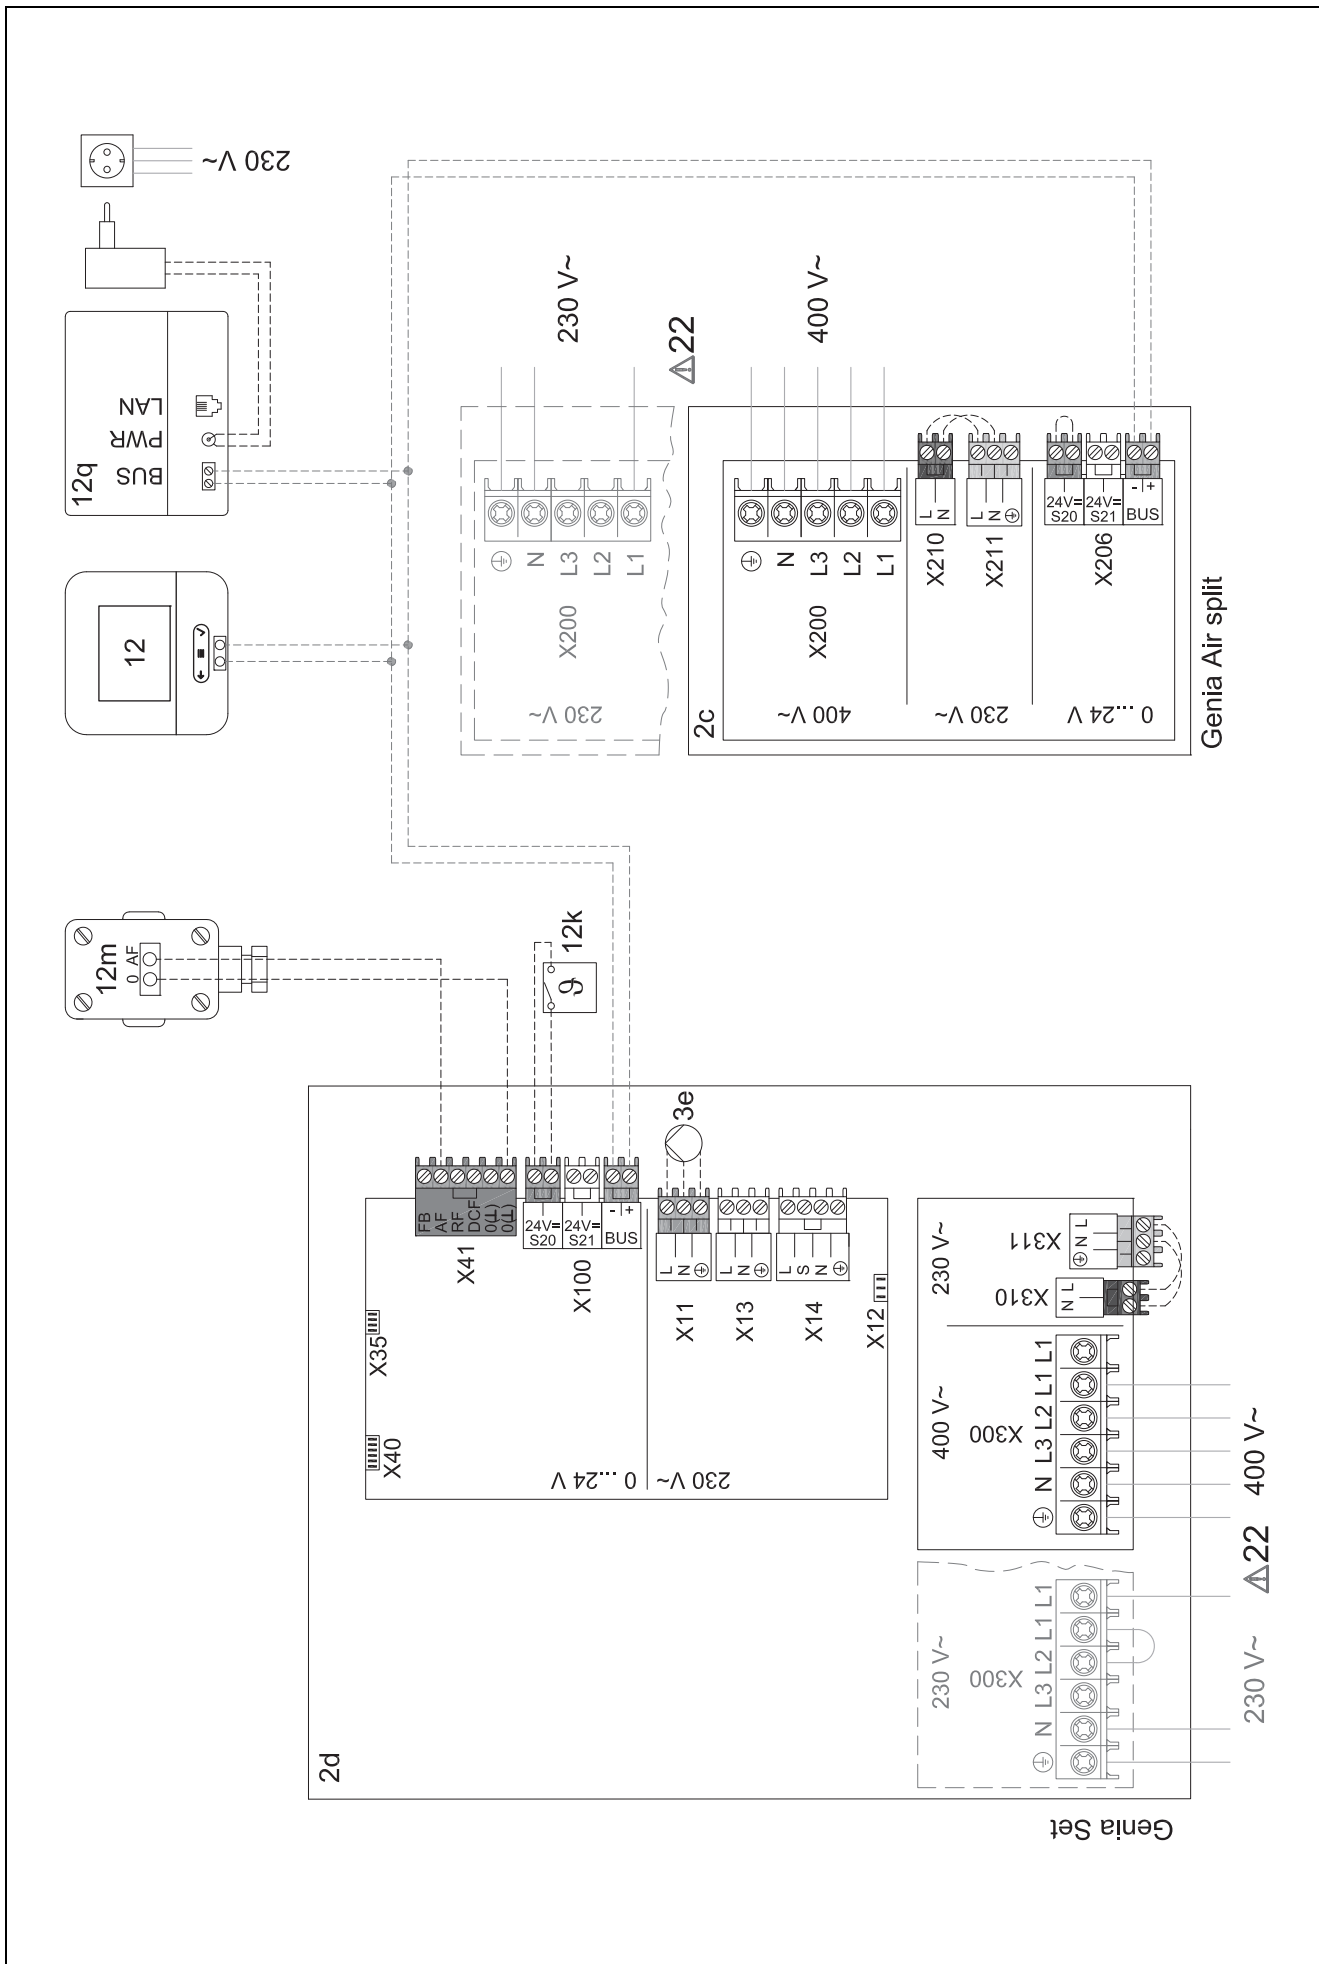 230 V~
LAN
PWR
BUS
12q
12
12m
0 AF
12k
ϑ
230 V~
⚠22
400 V~
N
L3
L2
L1
X200
230 V~
2c
N
L3
L2
L1
X200
400 V~
L
N
X210
L
N
X211
230 V~
24V=
S20
24V=
S21
- +
BUS
X206
0...24 V
Genia Air split
FB
AF
RF
DCF
0(⊥)
0(⊥)
X41
24V=
S20
24V=
S21
- +
BUS
X100
3e
L
N
X11
L
N
X13
L
S
N
X14
X12
X35
X40
0...24 V
230 V~
230 V~
N L
X311
N L
X310
400 V~
X300
N L3 L2 L1 L1
400 V~
⚠22
230 V~
X300
N L3 L2 L1 L1
230 V~
2d
Genia Set